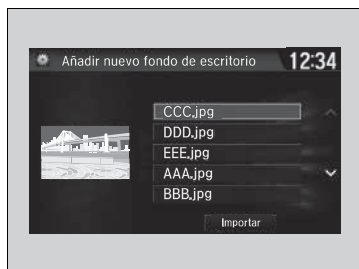 Añadir nuevo fondo de escritorio 12:34
CCC.jpg
DDD.jpg
EEE.jpg
AAA.jpg
BBB.jpg
Importar